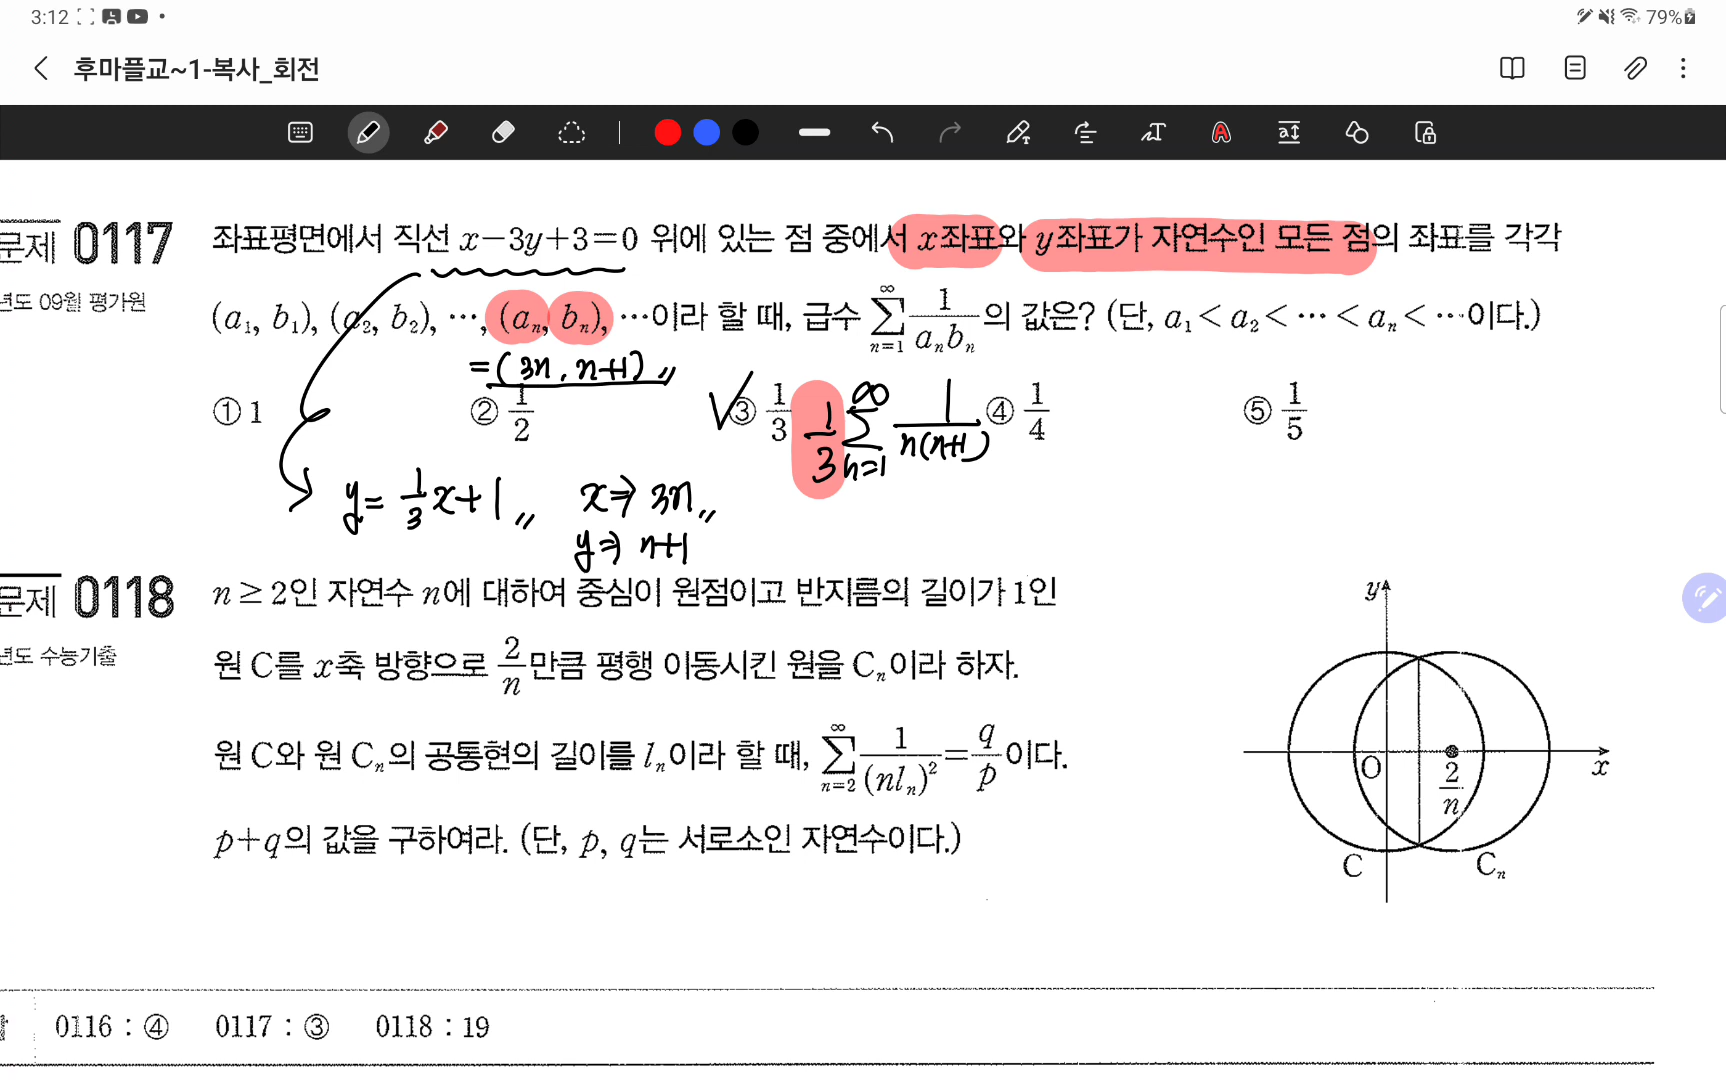 3:12
79%
후마플교~1-복사_회전
문제 0117 좌표평면에서 직선 x−3y+3=0 위에 있는 점 중에서 x좌표와 y좌표가 자연수인 모든 점의 좌표를 각각
년도 09월 평가원
(a₁, b₁), (a₂, b₂), ⋯, (aₙ, bₙ), ⋯이라 할 때, 급수 ∑_{n=1}^{∞} 1/(aₙbₙ)의 값은? (단, a₁<a₂<⋯<aₙ<⋯이다.)
=(3n, n+1)〃
① 1 ② 1/2 ③ 1/3 ④ 1/4 ⑤ 1/5
1/3 ∑_{n=1}^{∞} 1/(n(n+1))
y= 1/3 x+1〃 x⇒ 3n〃
y⇒ n+1
문제 0118 n≥2인 자연수 n에 대하여 중심이 원점이고 반지름의 길이가 1인
년도 수능기출
원 C를 x축 방향으로 2/n만큼 평행 이동시킨 원을 Cₙ이라 하자.
원 C와 원 Cₙ의 공통현의 길이를 lₙ이라 할 때, ∑_{n=2}^{∞} 1/(nlₙ)²=q/p이다.
p+q의 값을 구하여라. (단, p, q는 서로소인 자연수이다.)
y
O
2/n
x
C
Cₙ
0116 : ④ 0117 : ③ 0118 : 19